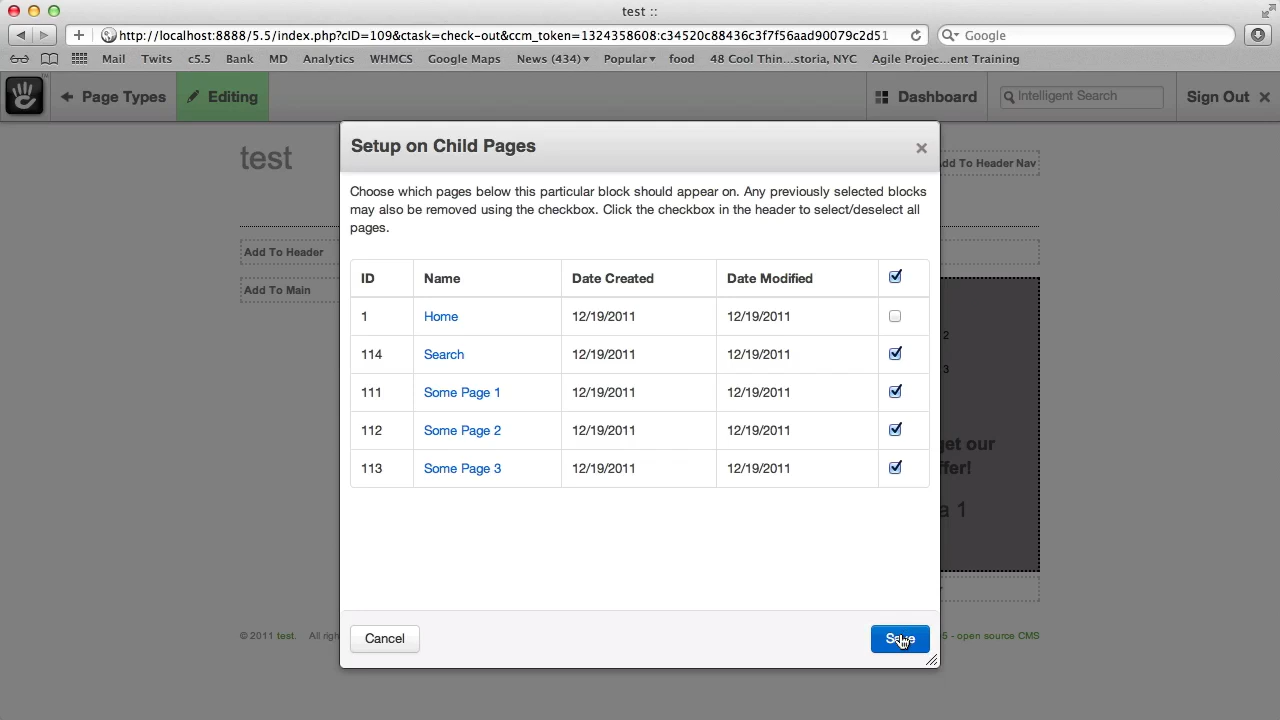 test ::
http://localhost:8888/5.5/index.php?cID=109&ctask=check-out&ccm_token=1324358608:c34520c88436c3f7f56aad90079c2d51
Google
Mail Twits c5.5 Bank MD Analytics WHMCS Google Maps News (434) Popular food 48 Cool Thin...storia, NYC Agile Projec...ent Training
Page Types Editing Dashboard Intelligent Search Sign Out
test
Add To Header Nav
Add To Header
Add To Main
Setup on Child Pages
Choose which pages below this particular block should appear on. Any previously selected blocks
may also be removed using the checkbox. Click the checkbox in the header to select/deselect all
pages.
ID Name Date Created Date Modified
1 Home 12/19/2011 12/19/2011
114 Search 12/19/2011 12/19/2011
111 Some Page 1 12/19/2011 12/19/2011
112 Some Page 2 12/19/2011 12/19/2011
113 Some Page 3 12/19/2011 12/19/2011
2
3
get our
a 1
Cancel Save
© 2011 test. All
5 - open source CMS